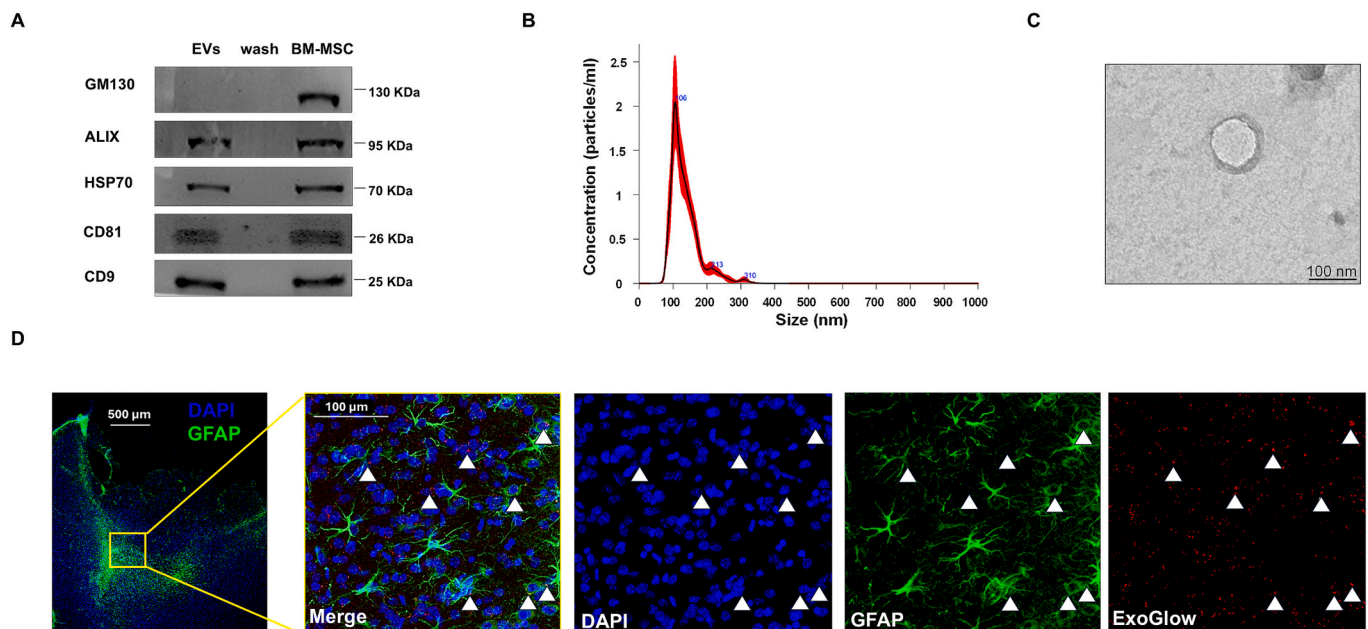 A
B
C
EVs wash BM-MSC
GM130
130 KDa
ALIX
95 KDa
HSP70
70 KDa
CD81
26 KDa
CD9
25 KDa
Concentration (particles/ml)
2.5
2
1.5
1
0.5
0
106
213
310
0 100 200 300 400 500 600 700 800 900 1000
Size (nm)
100 nm
D
500 µm
DAPI
GFAP
100 µm
Merge
DAPI
GFAP
ExoGlow